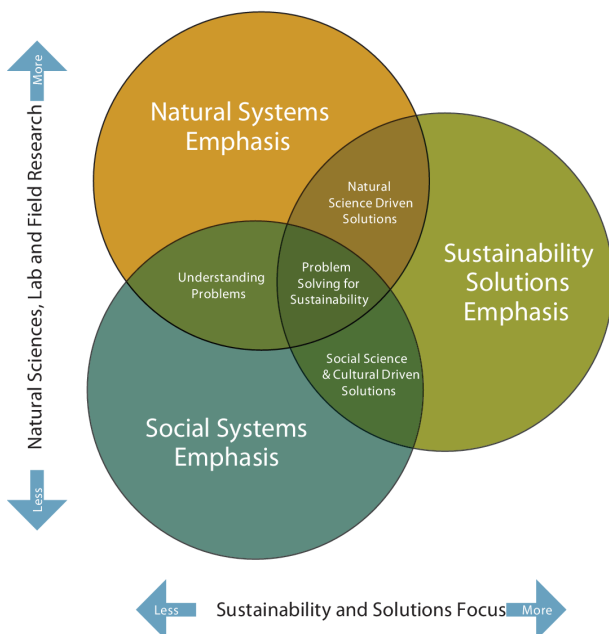 More
Natural Sciences, Lab and Field Research
Less
Natural Systems
Emphasis
Natural
Science Driven
Solutions
Sustainability
Solutions
Emphasis
Understanding
Problems
Problem
Solving for
Sustainability
Social Science
& Cultural Driven
Solutions
Social Systems
Emphasis
Less
Sustainability and Solutions Focus
More